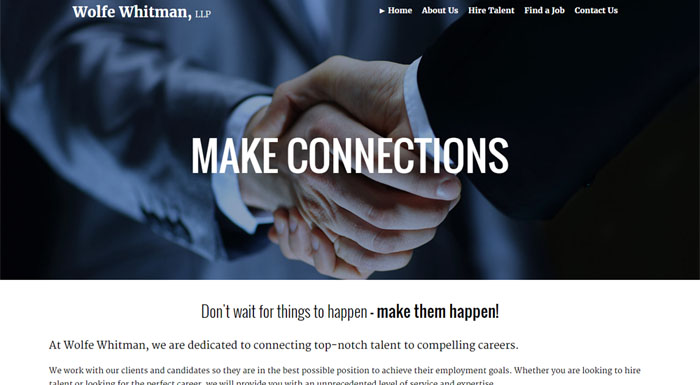 Wolfe Whitman, LLP
► Home About Us Hire Talent Find a Job Contact Us
MAKE CONNECTIONS
Don't wait for things to happen - make them happen!
At Wolfe Whitman, we are dedicated to connecting top-notch talent to compelling careers.
We work with our clients and candidates so they are in the best possible position to achieve their employment goals. Whether you are looking to hire
talent or looking for the perfect career, we will provide you with an unprecedented level of service and expertise.